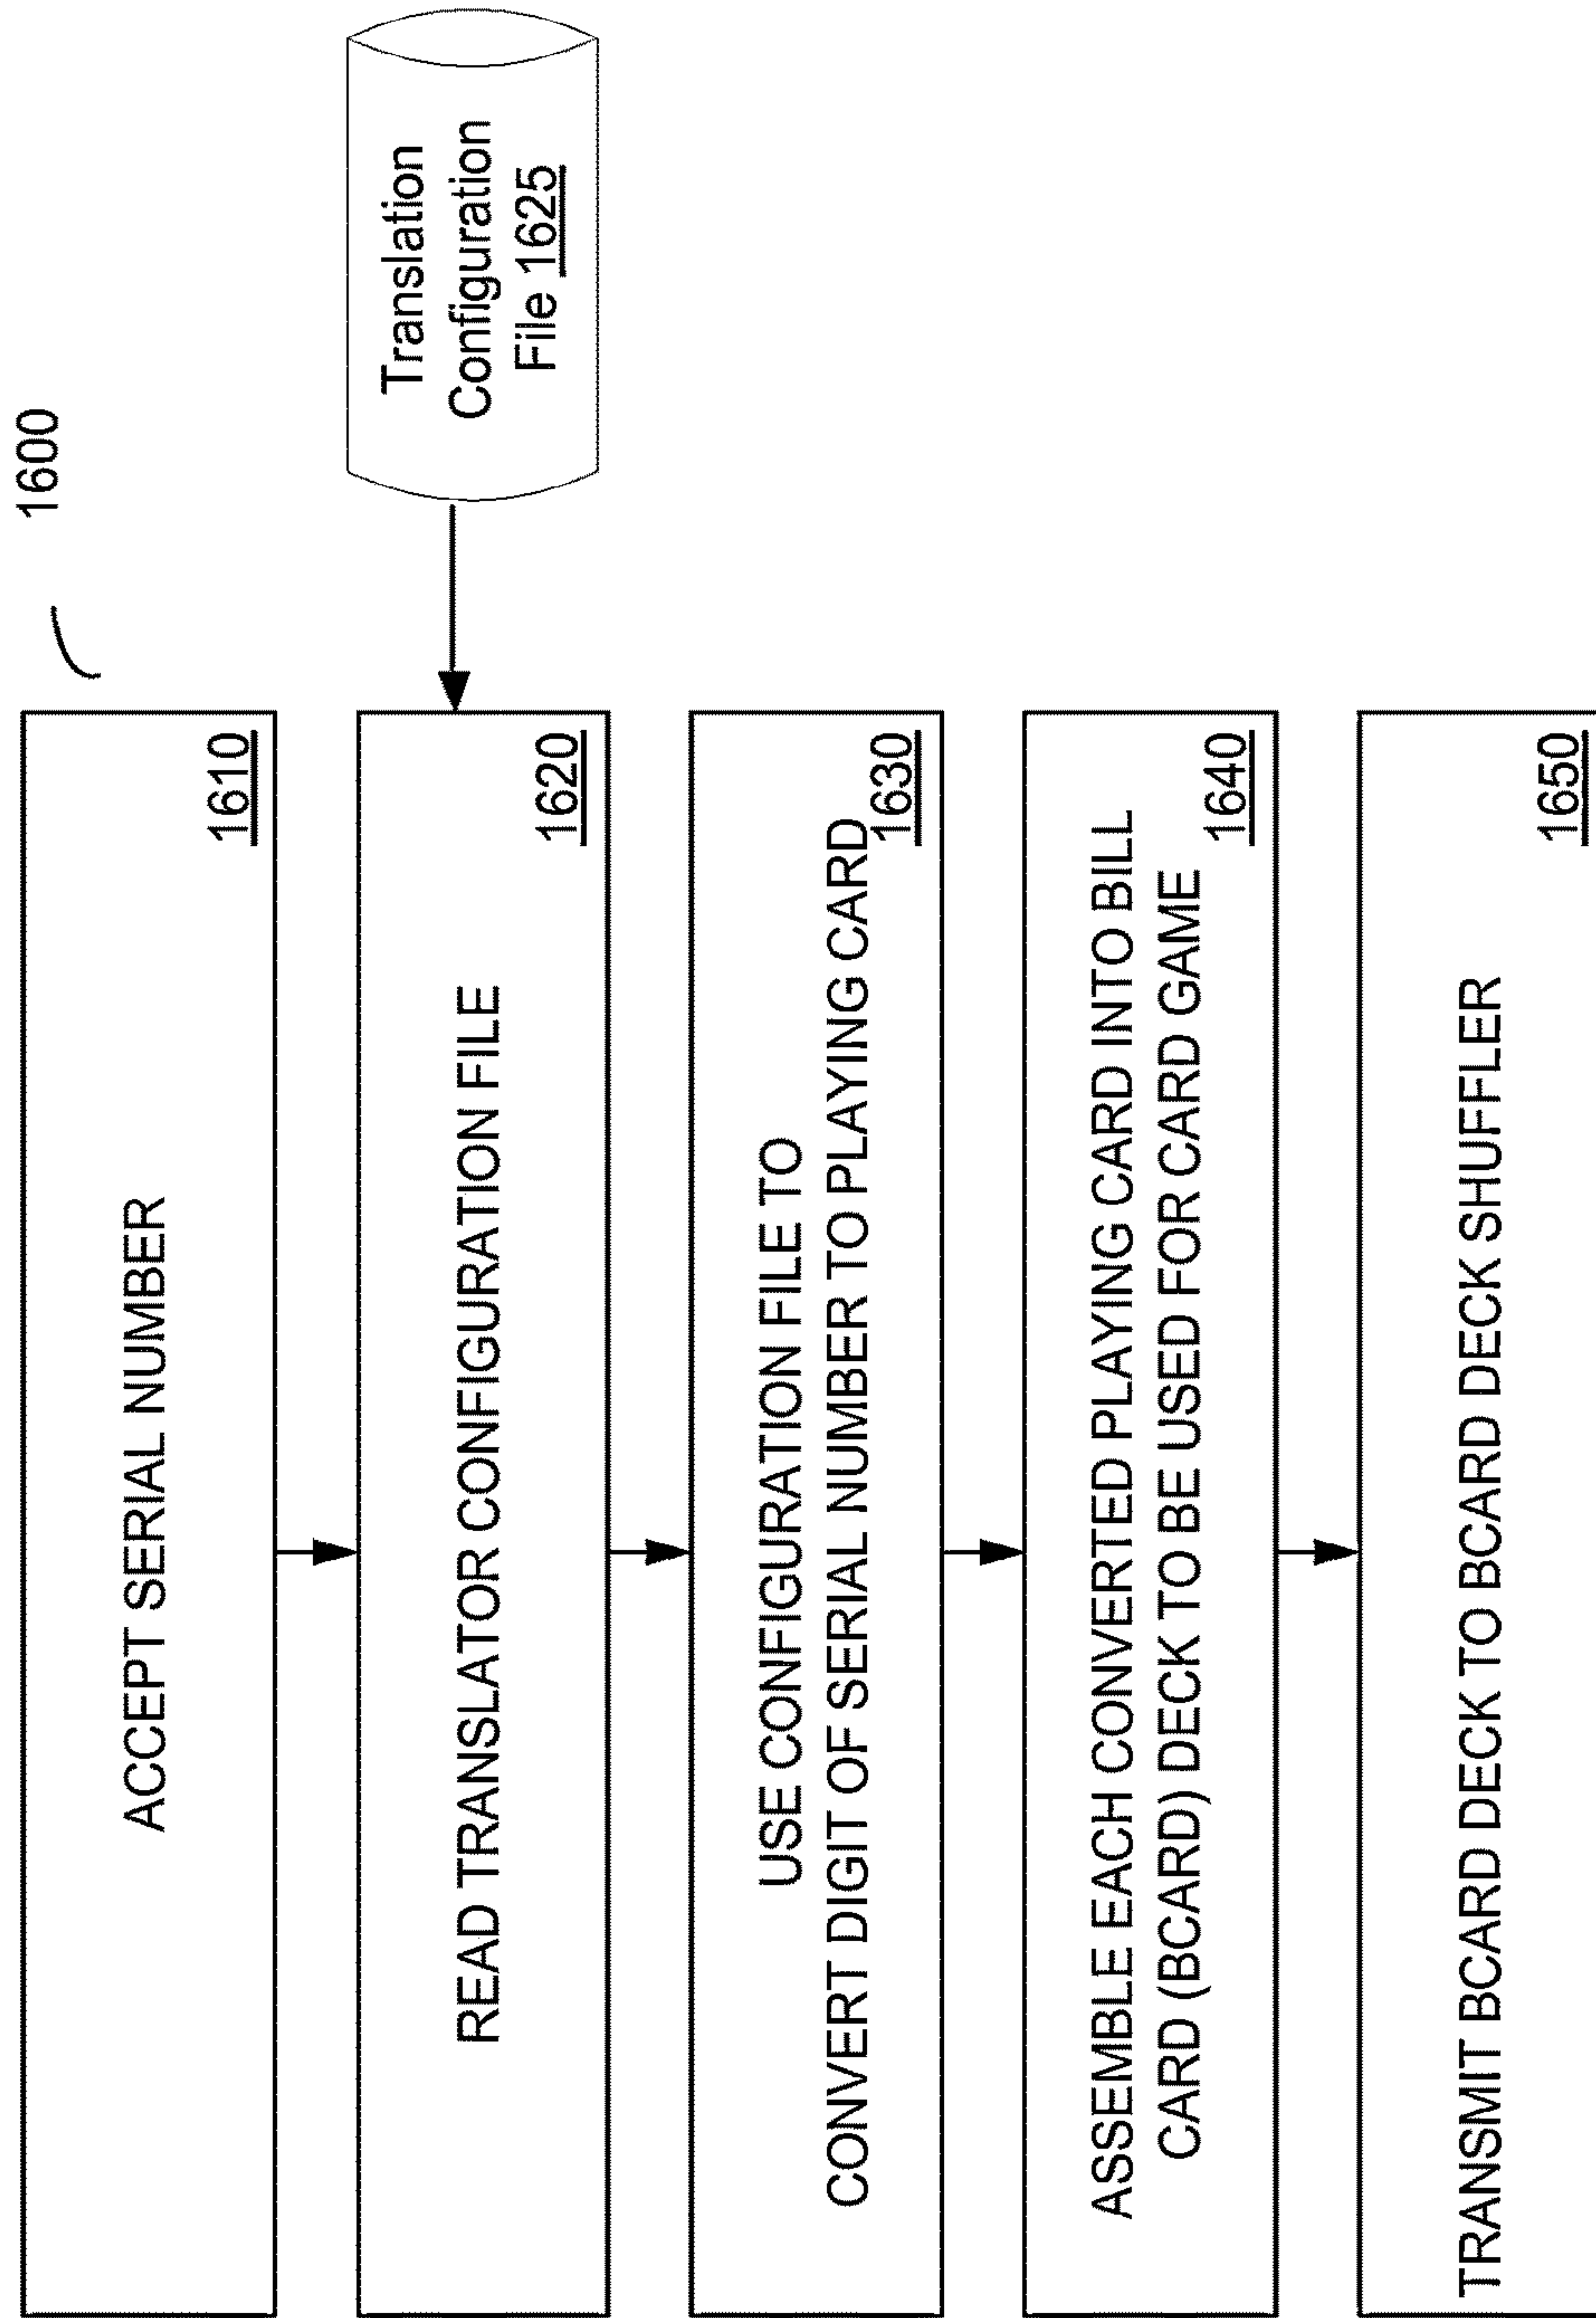 1600
ACCEPT SERIAL NUMBER
1610
READ TRANSLATOR CONFIGURATION FILE
1620
Translation
Configuration
File 1625
USE CONFIGURATION FILE TO
CONVERT DIGIT OF SERIAL NUMBER TO PLAYING CARD
1630
ASSEMBLE EACH CONVERTED PLAYING CARD INTO BILL
CARD (BCARD) DECK TO BE USED FOR CARD GAME
1640
TRANSMIT BCARD DECK TO BCARD DECK SHUFFLER
1650